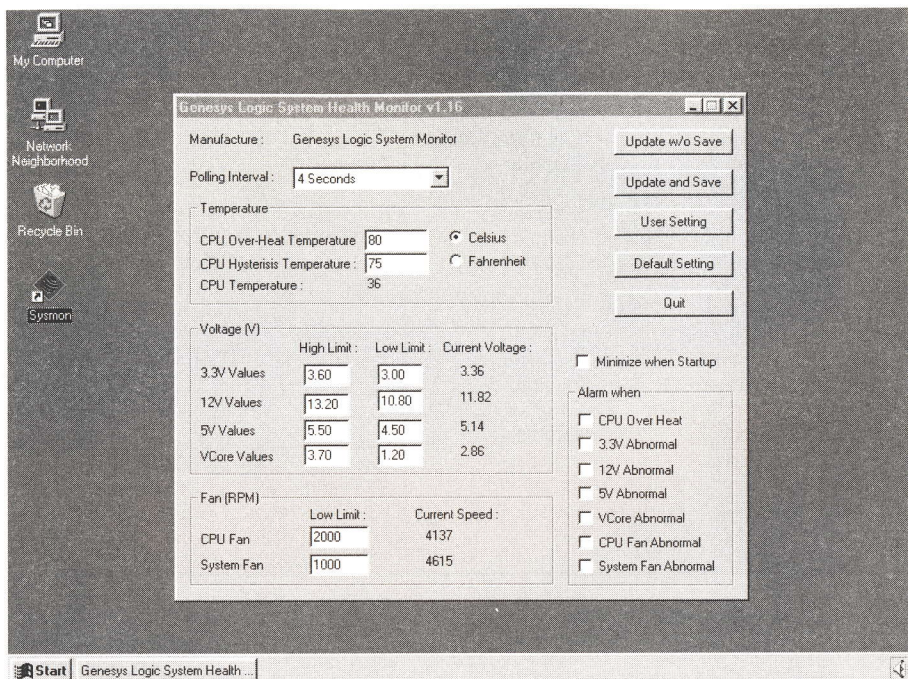 My Computer
Network
Neighborhood
Recycle Bin
Sysmon
Genesys Logic System Health Monitor v1.16
Manufacture : Genesys Logic System Monitor
Polling Interval : 4 Seconds
Temperature
CPU Over-Heat Temperature 80
CPU Hysterisis Temperature : 75
CPU Temperature : 36
Celsius
Fahrenheit
Update w/o Save
Update and Save
User Setting
Default Setting
Quit
Voltage (V)
High Limit : Low Limit : Current Voltage :
3.3V Values 3.60 3.00 3.36
12V Values 13.20 10.80 11.82
5V Values 5.50 4.50 5.14
VCore Values 3.70 1.20 2.86
Fan (RPM)
Low Limit : Current Speed :
CPU Fan 2000 4137
System Fan 1000 4615
Minimize when Startup
Alarm when
CPU Over Heat
3.3V Abnormal
12V Abnormal
5V Abnormal
VCore Abnormal
CPU Fan Abnormal
System Fan Abnormal
Start Genesys Logic System Health ...